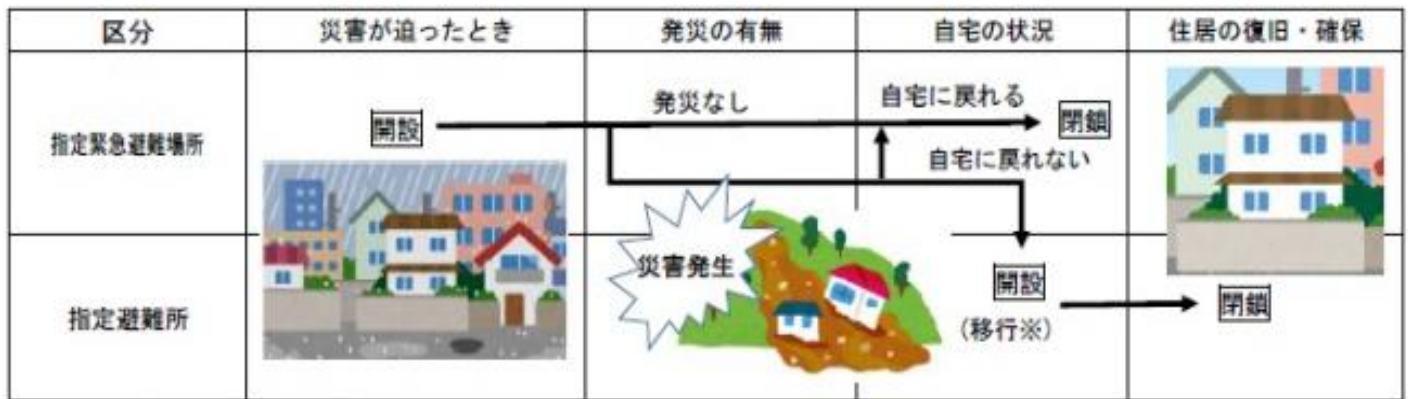 区分
災害が迫ったとき
発災の有無
自宅の状況
住居の復旧・確保
指定緊急避難場所
開設
発災なし
自宅に戻れる
閉鎖
自宅に戻れない
災害発生
指定避難所
開設
(移行※)
閉鎖